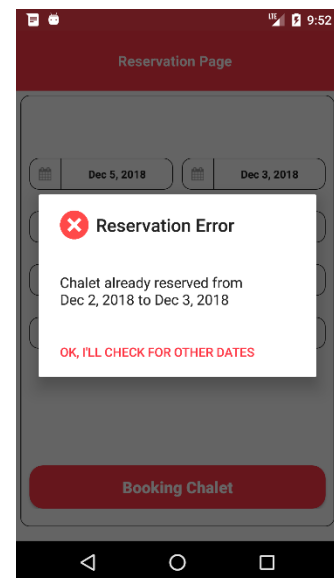 LTE 9:52
Reservation Page
Dec 5, 2018 Dec 3, 2018
Reservation Error
Chalet already reserved from
Dec 2, 2018 to Dec 3, 2018
OK, I'LL CHECK FOR OTHER DATES
Booking Chalet